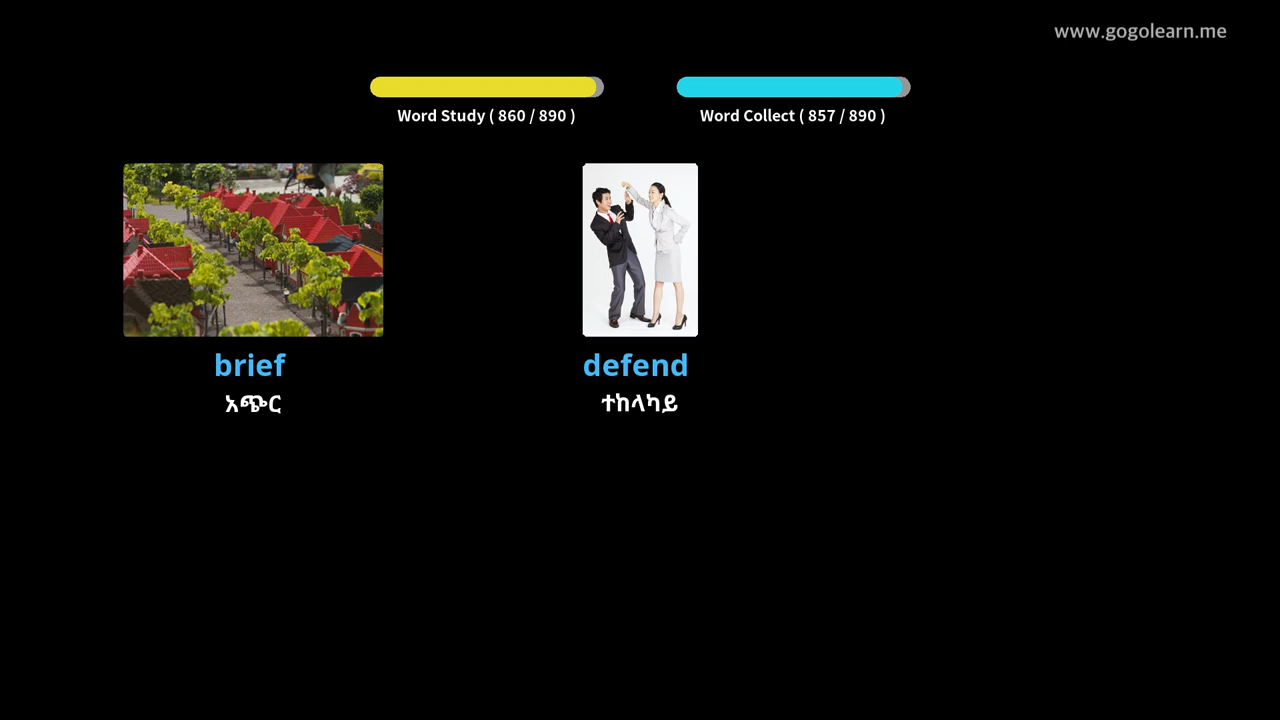 www.gogolearn.me
Word Study ( 860 / 890 )
Word Collect ( 857 / 890 )
brief
አጭር
defend
ተከላካይ